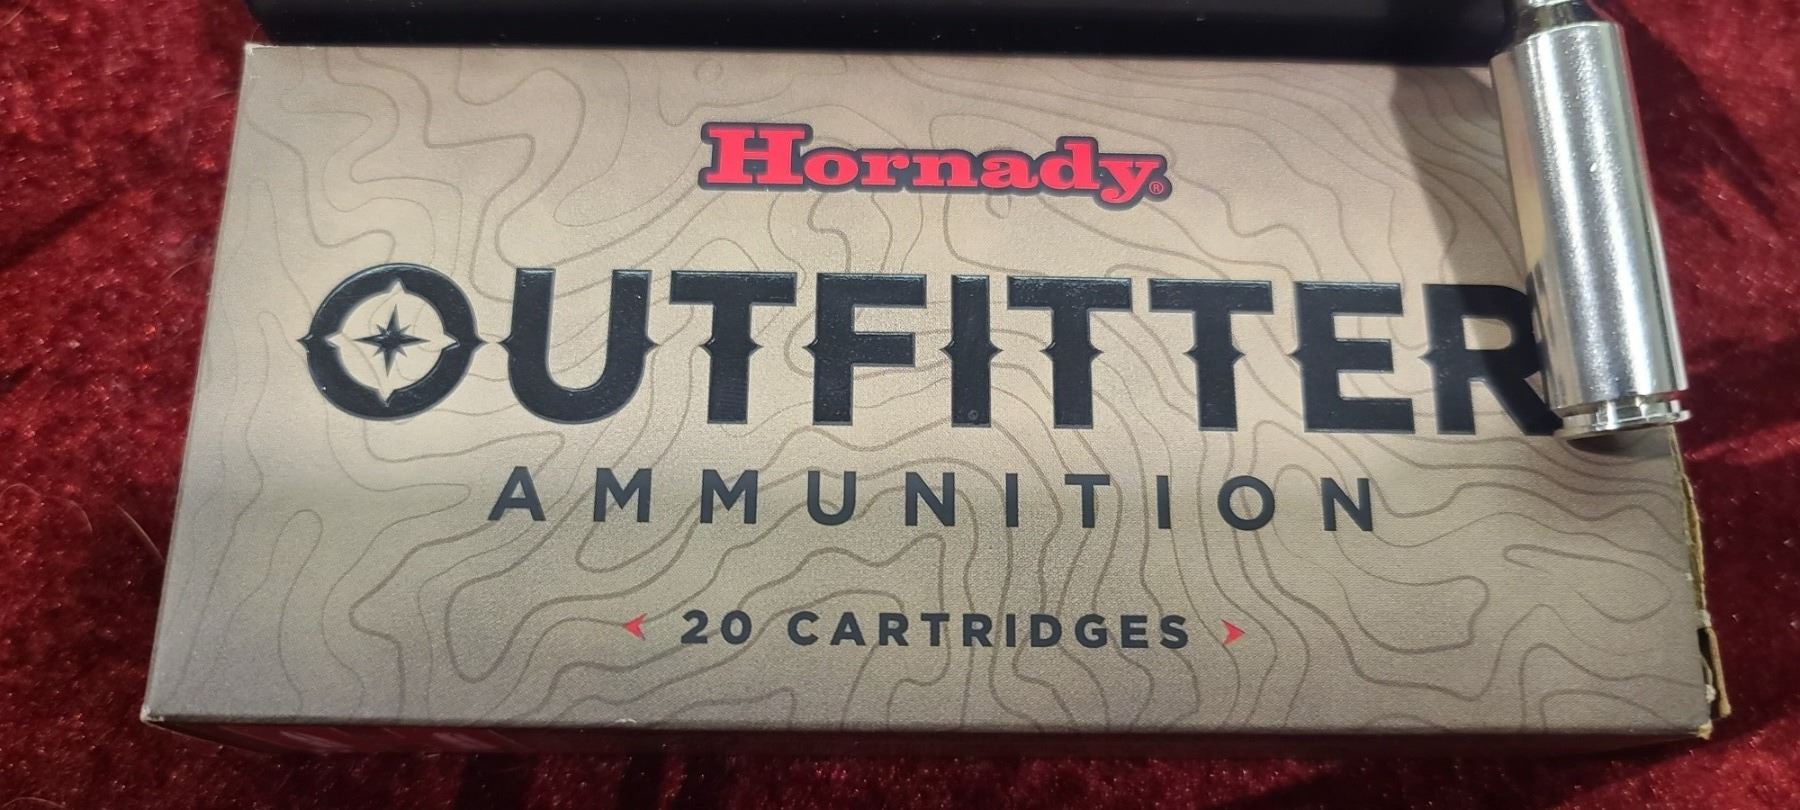 Hornady®
OUTFITTER
AMMUNITION
20 CARTRIDGES